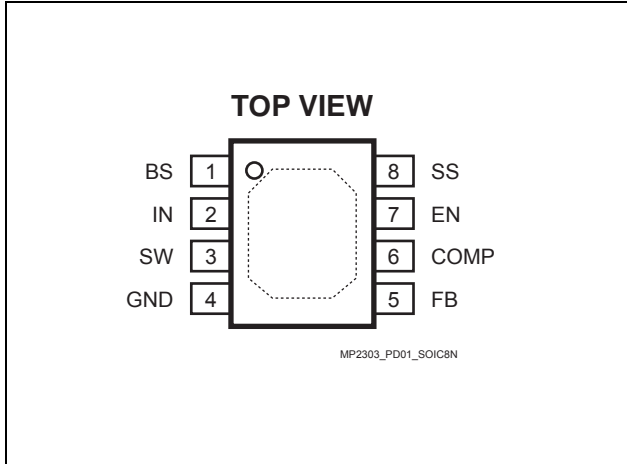 TOP VIEW
BS 1 8 SS
IN 2 7 EN
SW 3 6 COMP
GND 4 5 FB
MP2303_PD01_SOIC8N